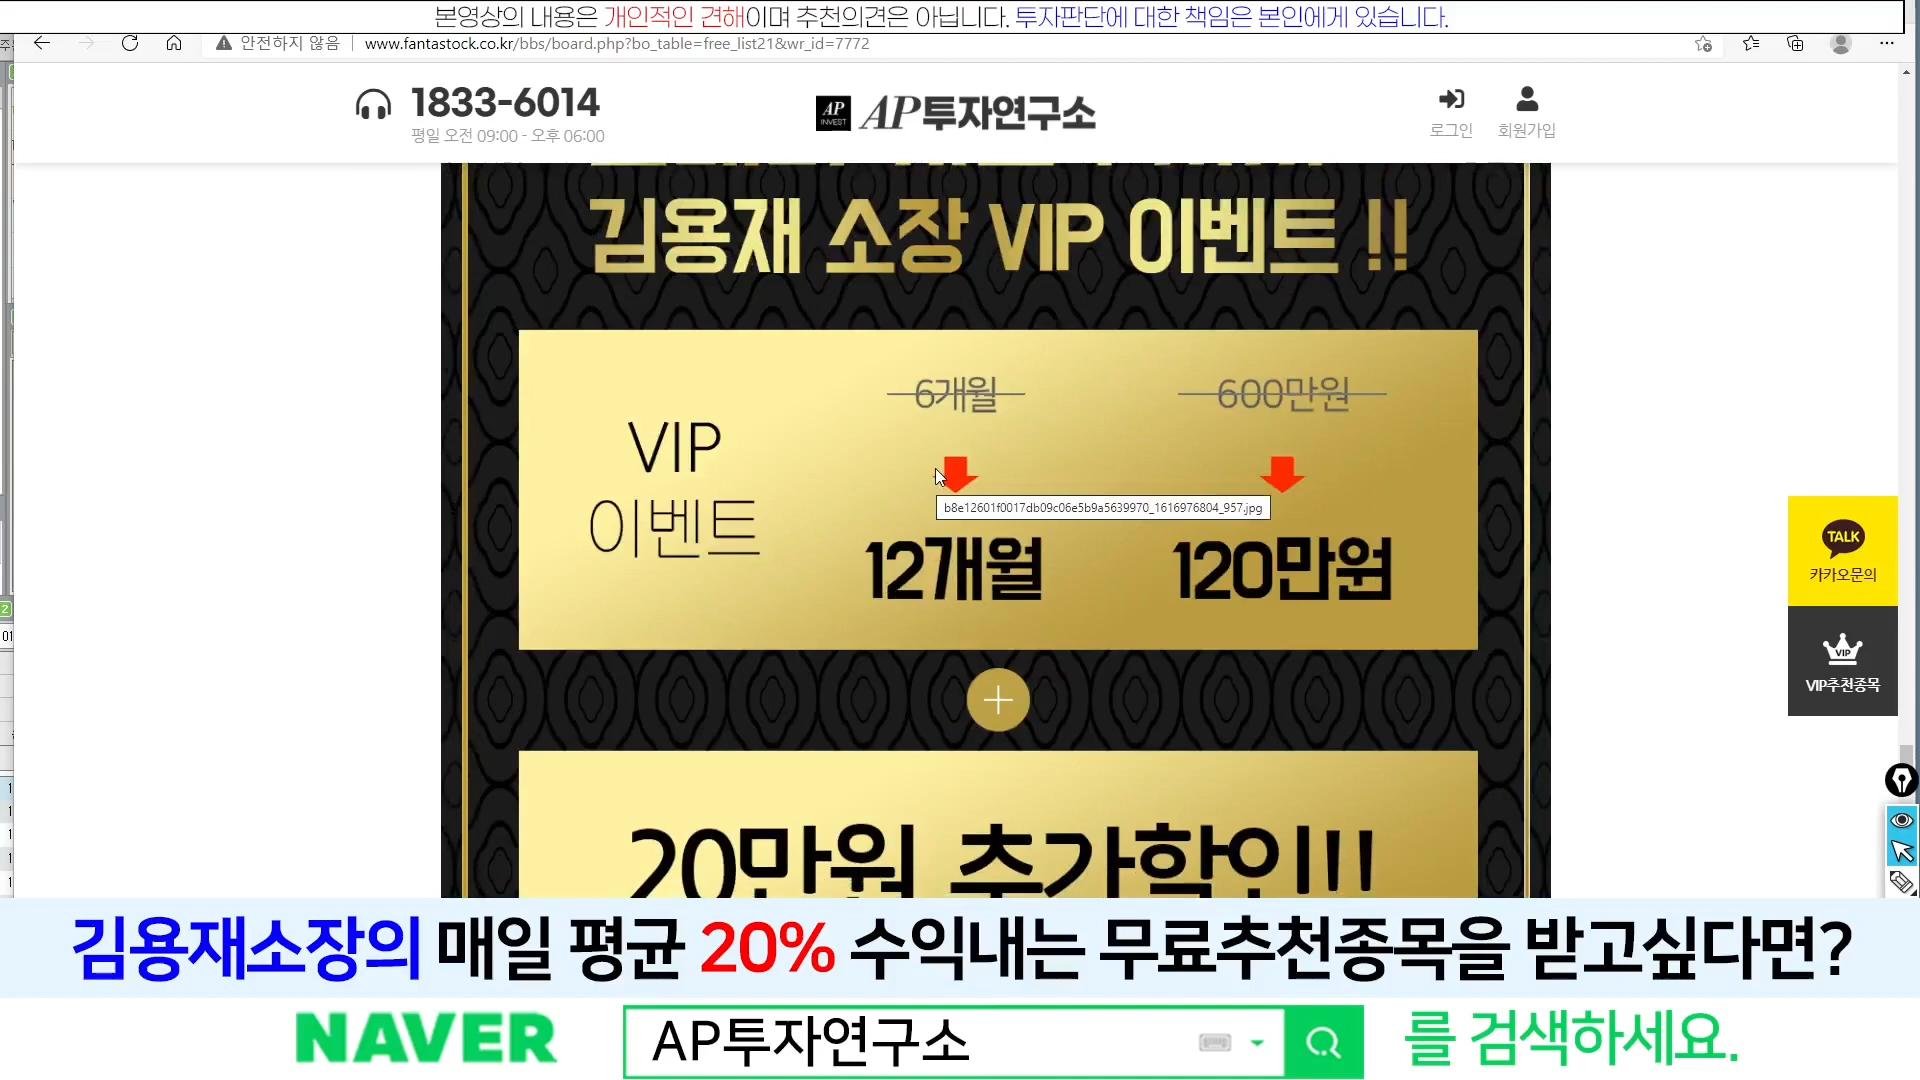 본영상의 내용은 개인적인 견해이며 추천의견은 아닙니다. 투자판단에 대한 책임은 본인에게 있습니다.
안전하지 않음 www.fantastock.co.kr/bbs/board.php?bo_table=free_list21&wr_id=7772
1833-6014
평일 오전 09:00 - 오후 06:00
AP INVEST AP투자연구소
로그인 회원가입
김용재 소장 VIP 이벤트 !!
6개월 600만원
VIP
이벤트
b8e12601f0017db09c06e5b9a5639970_1616976804_957.jpg
12개월 120만원
TALK
카카오문의
VIP
VIP추천종목
20만원 추가할인!!
김용재소장의 매일 평균 20% 수익내는 무료추천종목을 받고싶다면?
NAVER AP투자연구소 를 검색하세요.